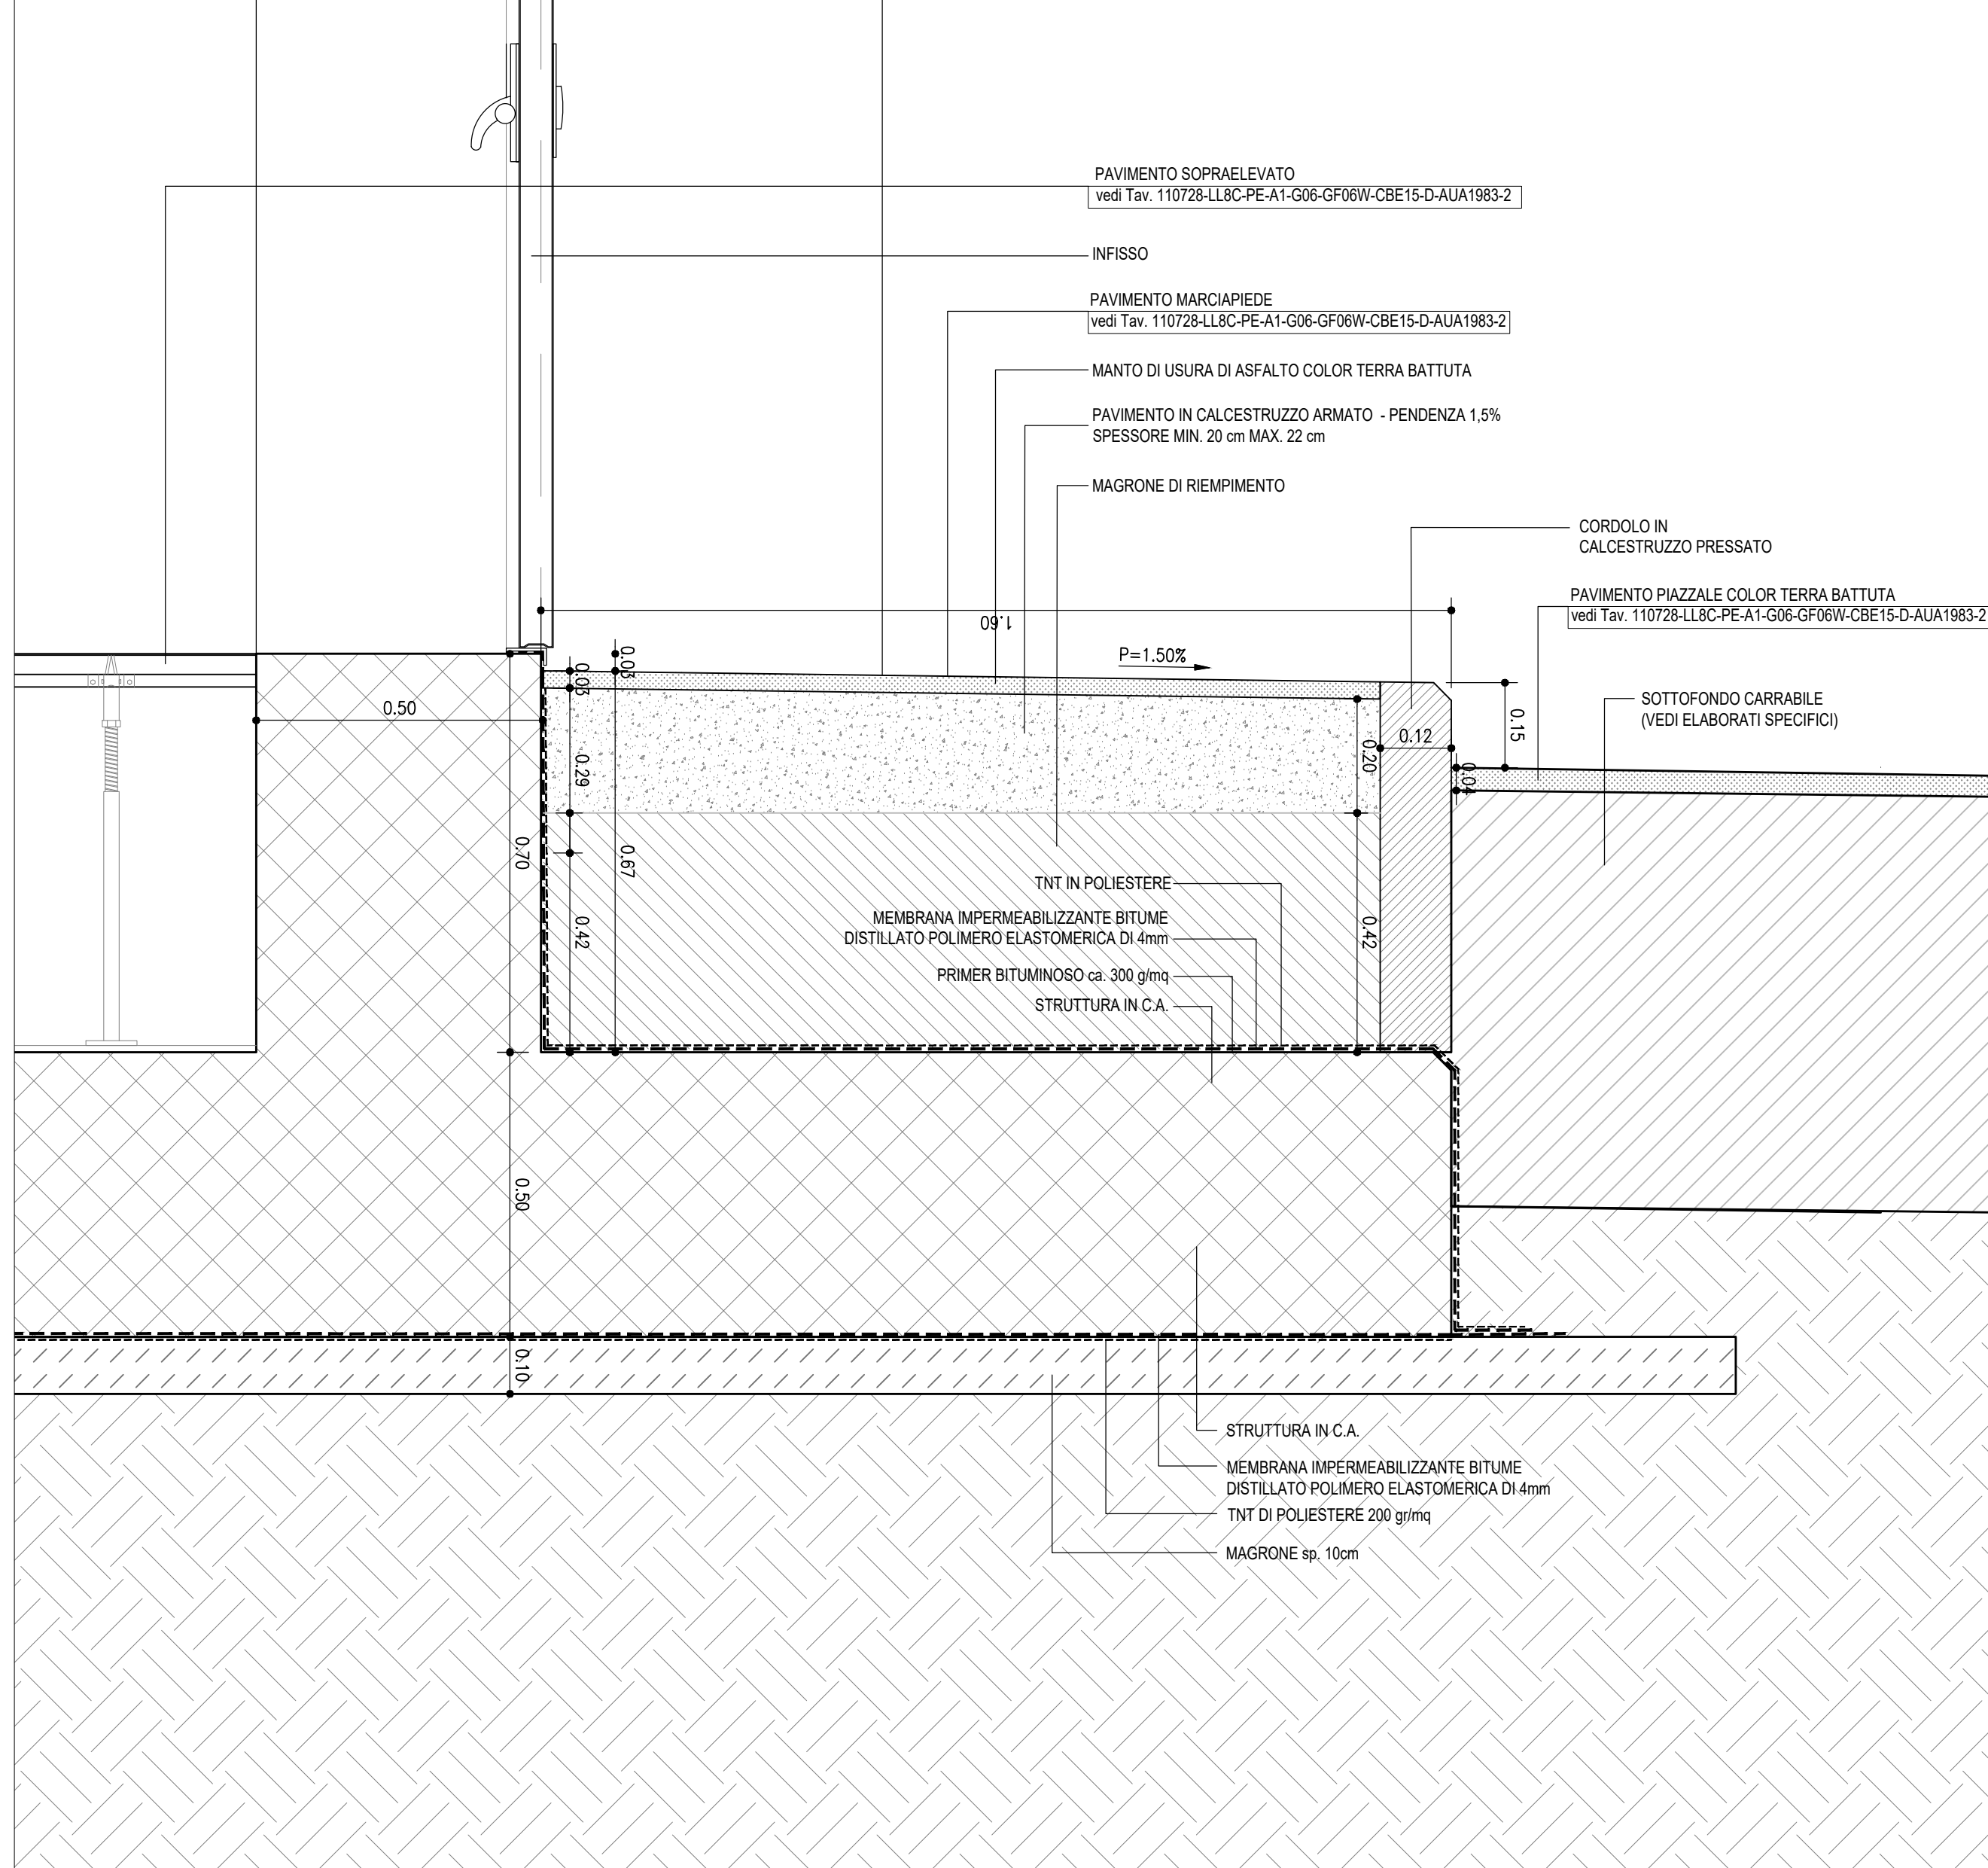 PAVIMENTO SOPRAELEVATO
vedi Tav. 110728-LL8C-PE-A1-G06-GF06W-CBE15-D-AUA1983-2
INFISSO
PAVIMENTO MARCIAPIEDE
vedi Tav. 110728-LL8C-PE-A1-G06-GF06W-CBE15-D-AUA1983-2
MANTO DI USURA DI ASFALTO COLOR TERRA BATTUTA
PAVIMENTO IN CALCESTRUZZO ARMATO - PENDENZA 1,5%
SPESSORE MIN. 20 cm MAX. 22 cm
MAGRONE DI RIEMPIMENTO
CORDOLO IN
CALCESTRUZZO PRESSATO
PAVIMENTO PIAZZALE COLOR TERRA BATTUTA
vedi Tav. 110728-LL8C-PE-A1-G06-GF06W-CBE15-D-AUA1983-2
1.60
P=1.50%
0.03
0.03
SOTTOFONDO CARRABILE
(VEDI ELABORATI SPECIFICI)
0.50
0.15
0.12
0.20
0.29
0.04
0.70
0.67
TNT IN POLIESTERE
MEMBRANA IMPERMEABILIZZANTE BITUME
DISTILLATO POLIMERO ELASTOMERICA DI 4mm
0.42
0.42
PRIMER BITUMINOSO ca. 300 g/mq
STRUTTURA IN C.A.
0.50
0.10
STRUTTURA IN C.A.
MEMBRANA IMPERMEABILIZZANTE BITUME
DISTILLATO POLIMERO ELASTOMERICA DI 4mm
TNT DI POLIESTERE 200 gr/mq
MAGRONE sp. 10cm